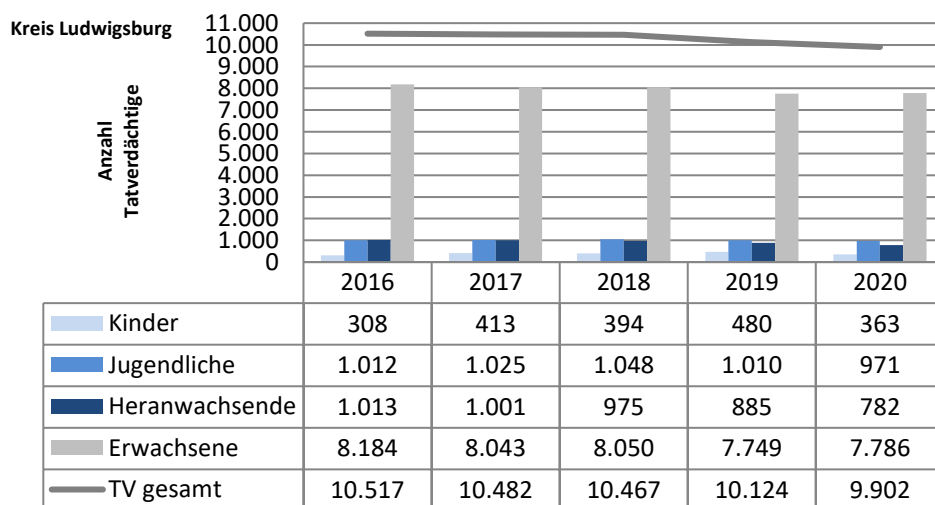 Kreis Ludwigsburg
Anzahl
Tatverdächtige
11.000
10.000
9.000
8.000
7.000
6.000
5.000
4.000
3.000
2.000
1.000
0
2016 2017 2018 2019 2020
Kinder 308 413 394 480 363
Jugendliche 1.012 1.025 1.048 1.010 971
Heranwachsende 1.013 1.001 975 885 782
Erwachsene 8.184 8.043 8.050 7.749 7.786
TV gesamt 10.517 10.482 10.467 10.124 9.902